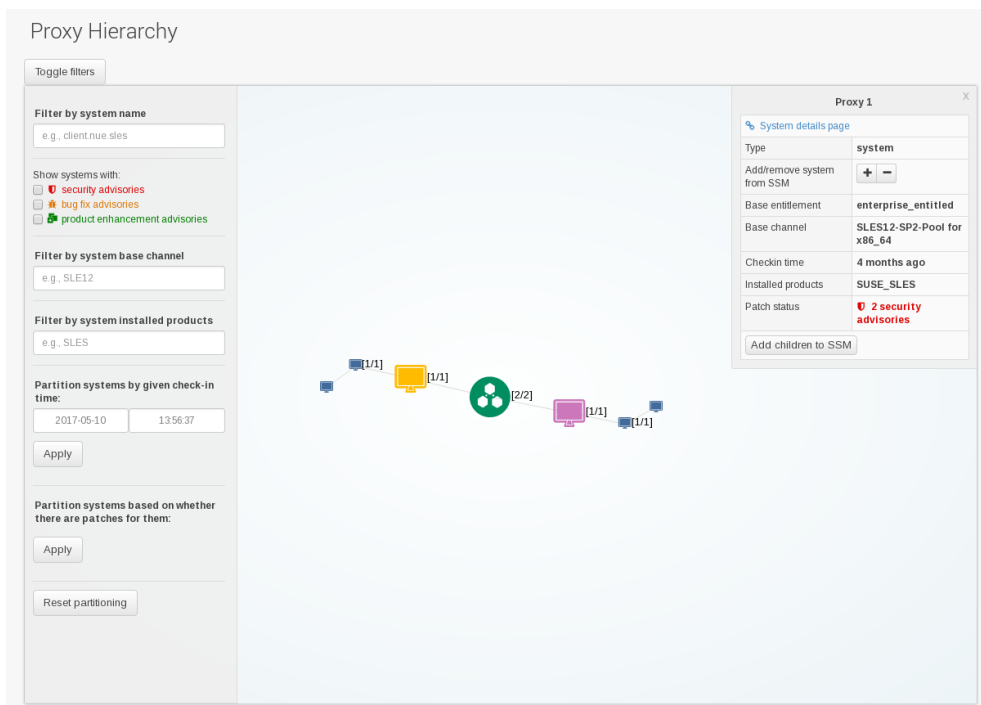 Proxy Hierarchy
Toggle filters
Filter by system name
e.g., client.nue.sles
Show systems with:
security advisories
bug fix advisories
product enhancement advisories
Filter by system base channel
e.g., SLE12
Filter by system installed products
e.g., SLES
Partition systems by given check-in
time:
2017-05-10 13:56:37
Apply
Partition systems based on whether
there are patches for them:
Apply
Reset partitioning
[1/1]
[1/1]
[2/2]
[1/1]
[1/1]
Proxy 1 X
System details page
Type system
Add/remove system
from SSM + −
Base entitlement enterprise_entitled
Base channel SLES12-SP2-Pool for
x86_64
Checkin time 4 months ago
Installed products SUSE_SLES
Patch status 2 security
advisories
Add children to SSM